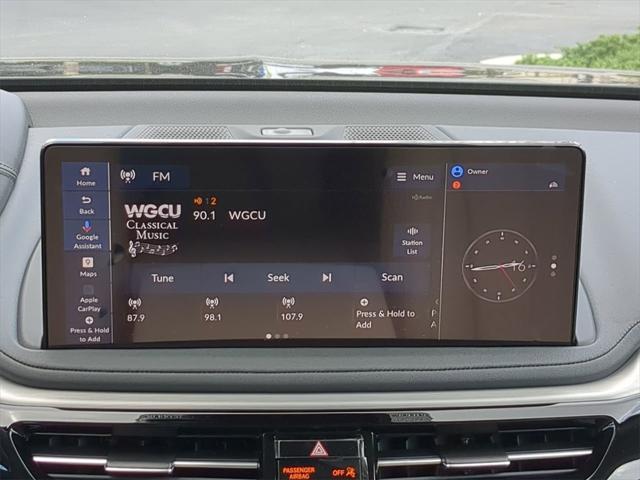 Home
FM
Menu
Owner
2
Back
WGCU
CLASSICAL
MUSIC
2
90.1 WGCU
Radio
Google
Assistant
Station
List
Maps
Tune
Seek
Scan
16
Apple
CarPlay
87.9
98.1
107.9
Press & Hold to
Add
P
A
Press & Hold
to Add
PASSENGER
AIRBAG
OFF